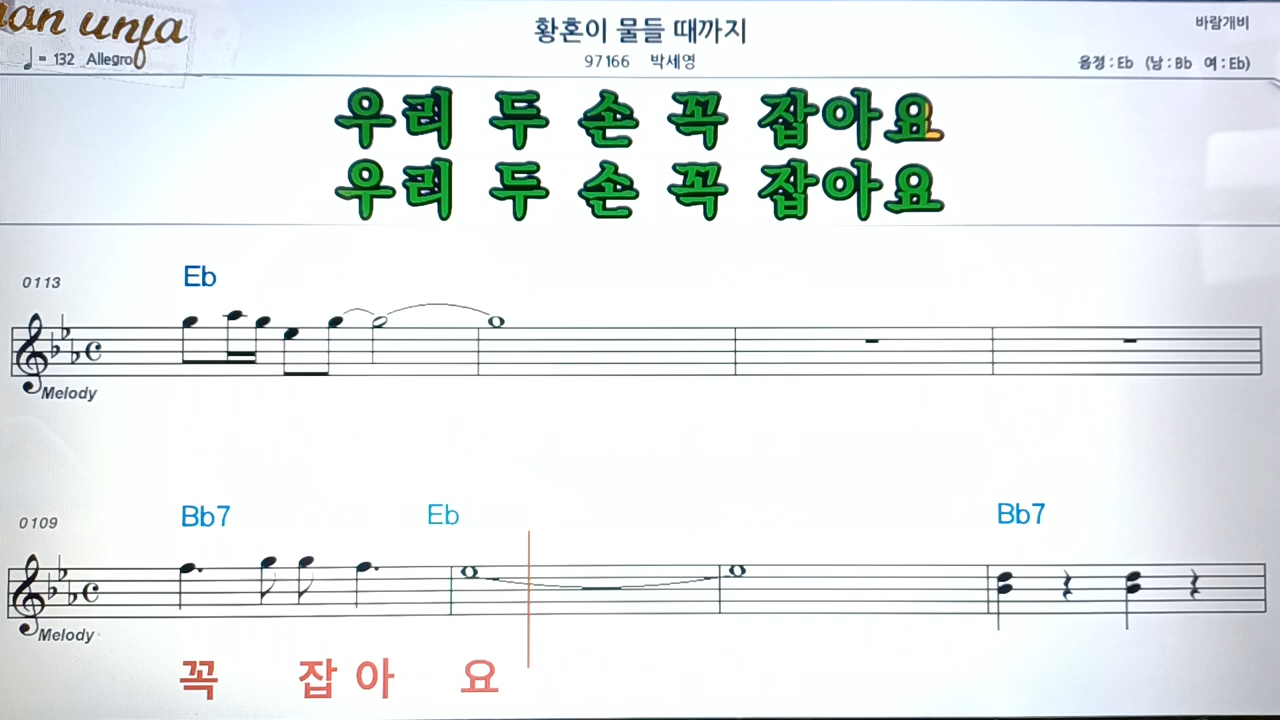 황혼이 물들 때까지
바람개비
= 132 Allegro
97166 박세영
음정 : Eb (남 : Bb 여 : Eb)
우리 두 손 꼭 잡아요
우리 두 손 꼭 잡아요
0113
Eb
Melody
0109
Bb7 Eb Bb7
Melody
꼭 잡 아 요